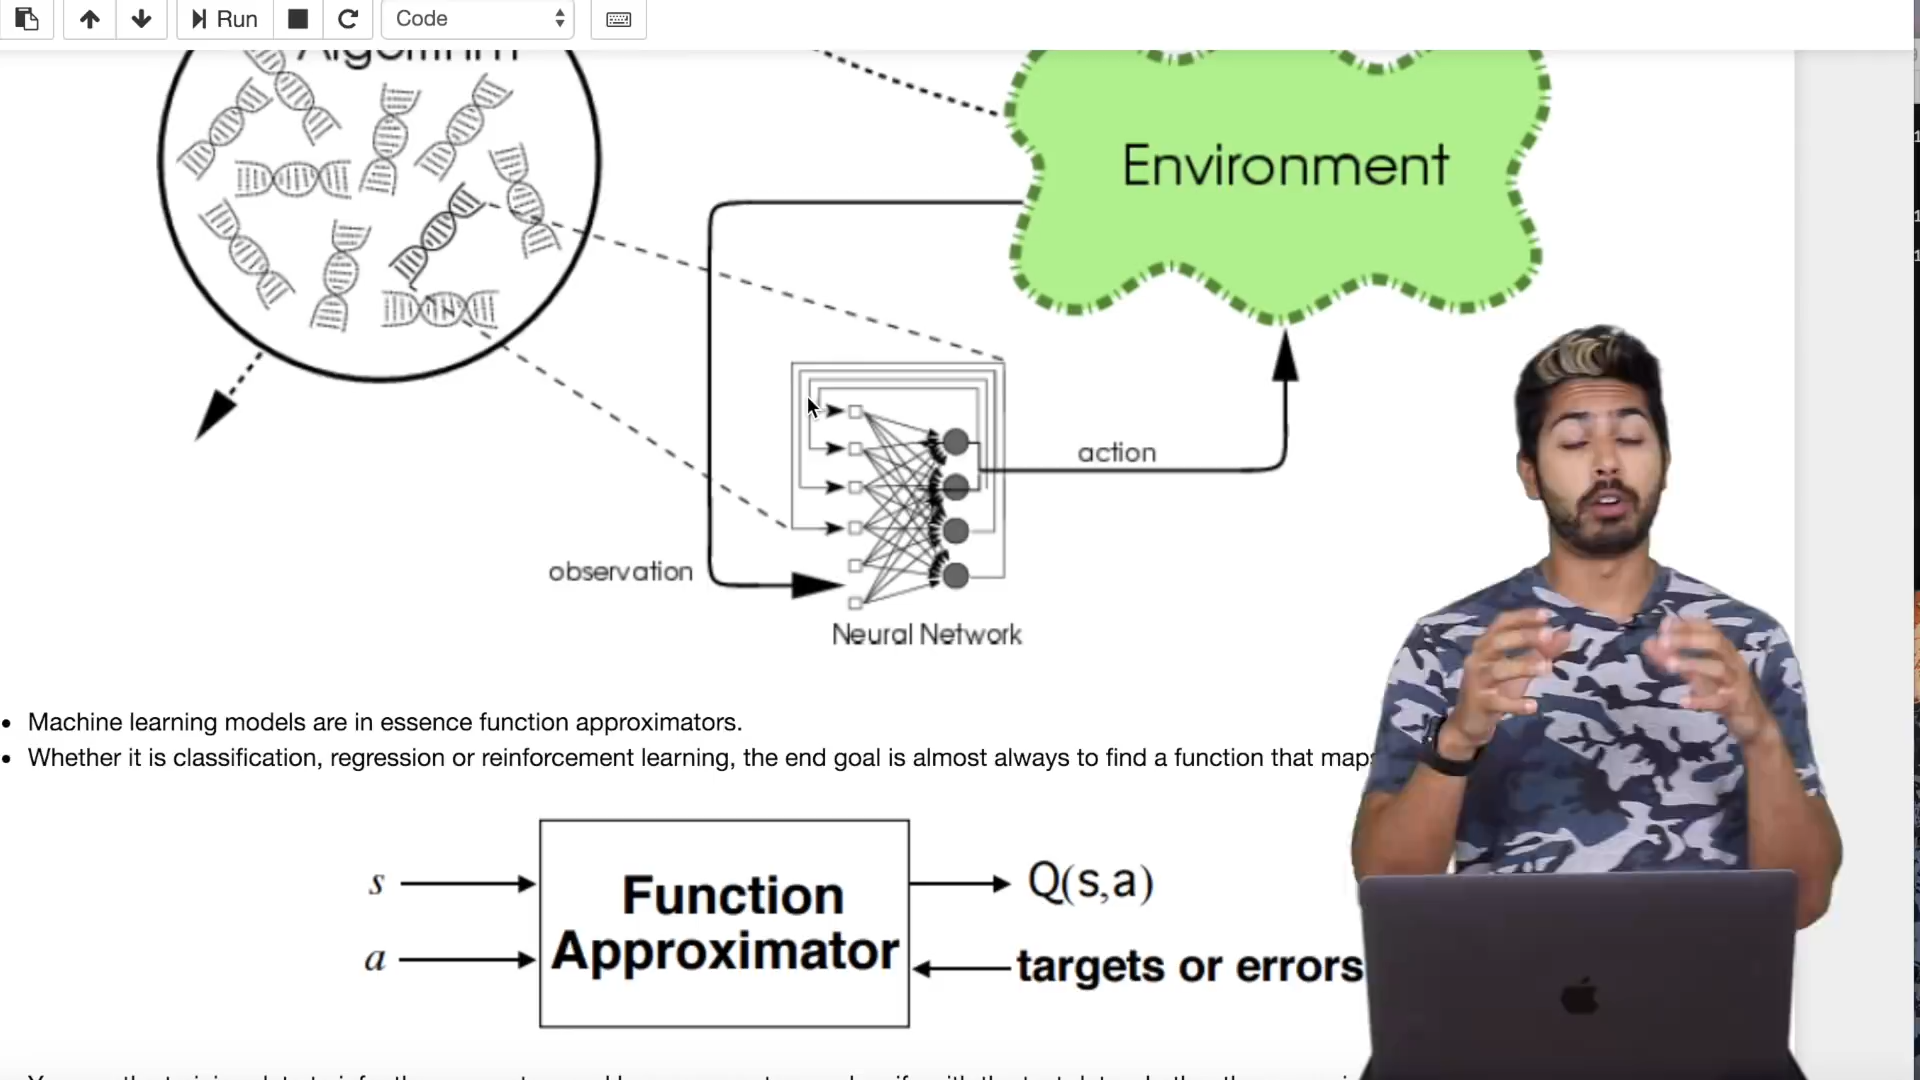 Run
Code
Algorithm
Environment
action
observation
Neural Network
• Machine learning models are in essence function approximators.
• Whether it is classification, regression or reinforcement learning, the end goal is almost always to find a function that maps
s
a
Function
Approximator
Q(s,a)
targets or errors